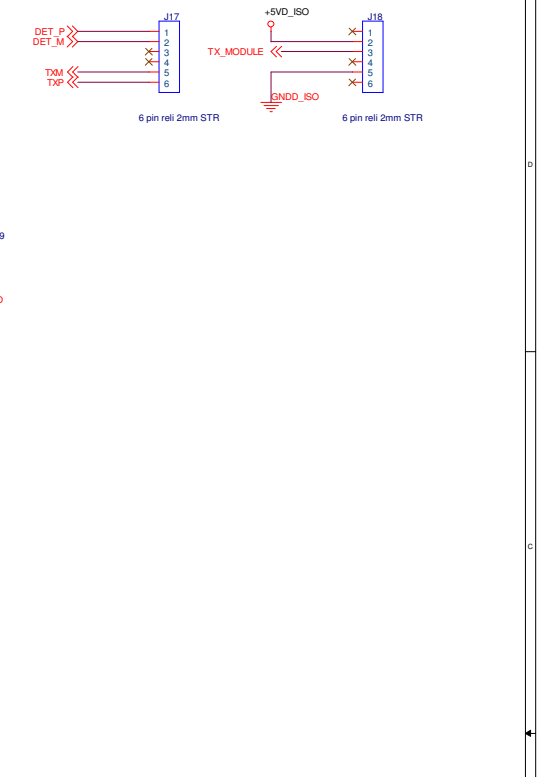 J17
DET_P
DET_M
TXM
TXP
1
2
3
4
5
6
6 pin reli 2mm STR
+5VD_ISO
J18
TX_MODULE
GNDD_ISO
1
2
3
4
5
6
6 pin reli 2mm STR
D
9
C